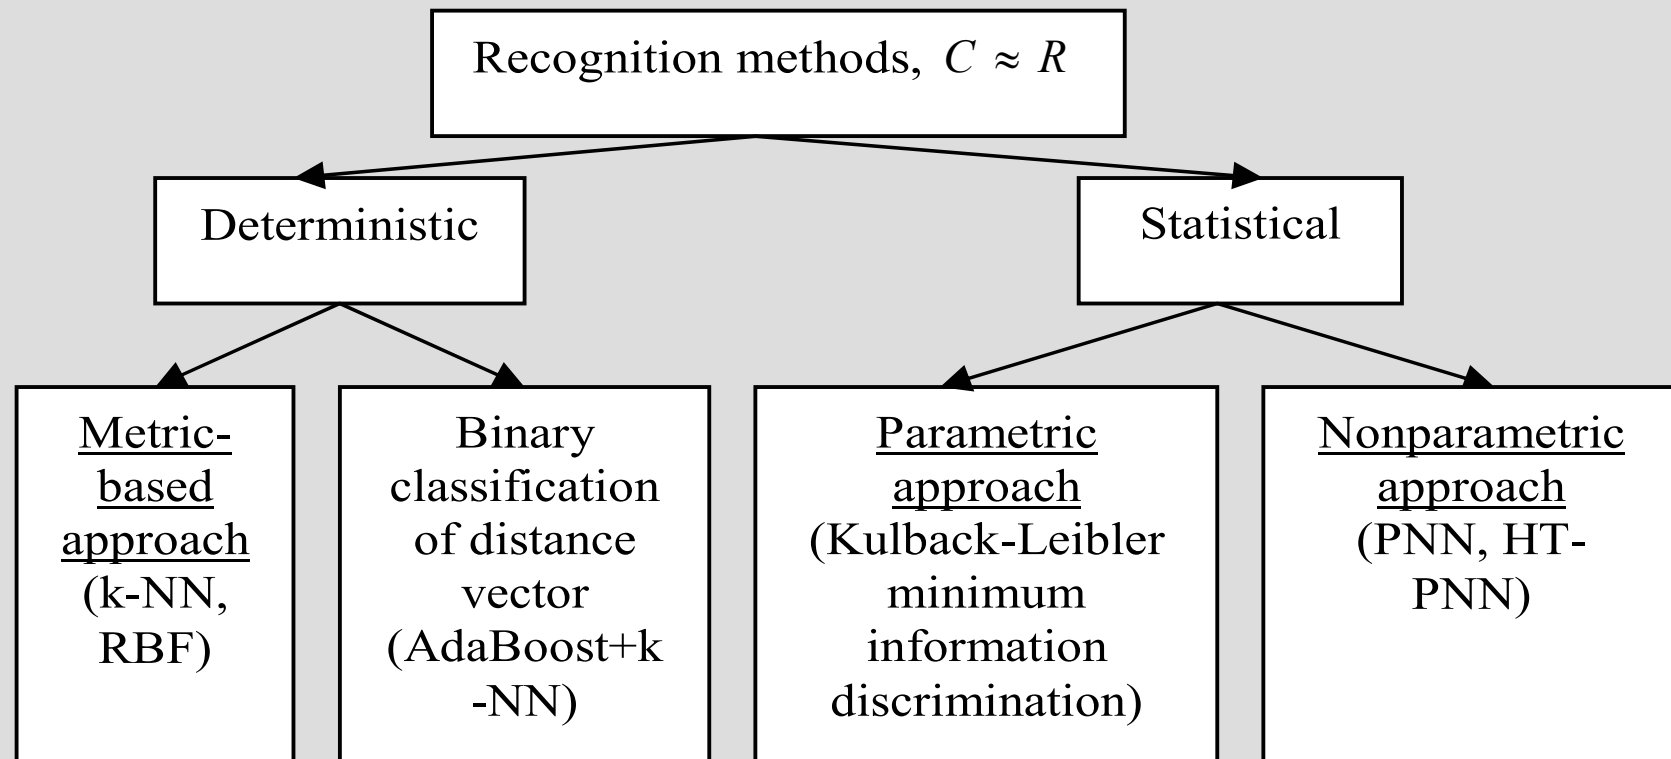 Recognition methods, C ≈ R
Deterministic
Statistical
Metric-
based
approach
(k-NN,
RBF)
Binary
classification
of distance
vector
(AdaBoost+k
-NN)
Parametric
approach
(Kulback-Leibler
minimum
information
discrimination)
Nonparametric
approach
(PNN, HT-
PNN)